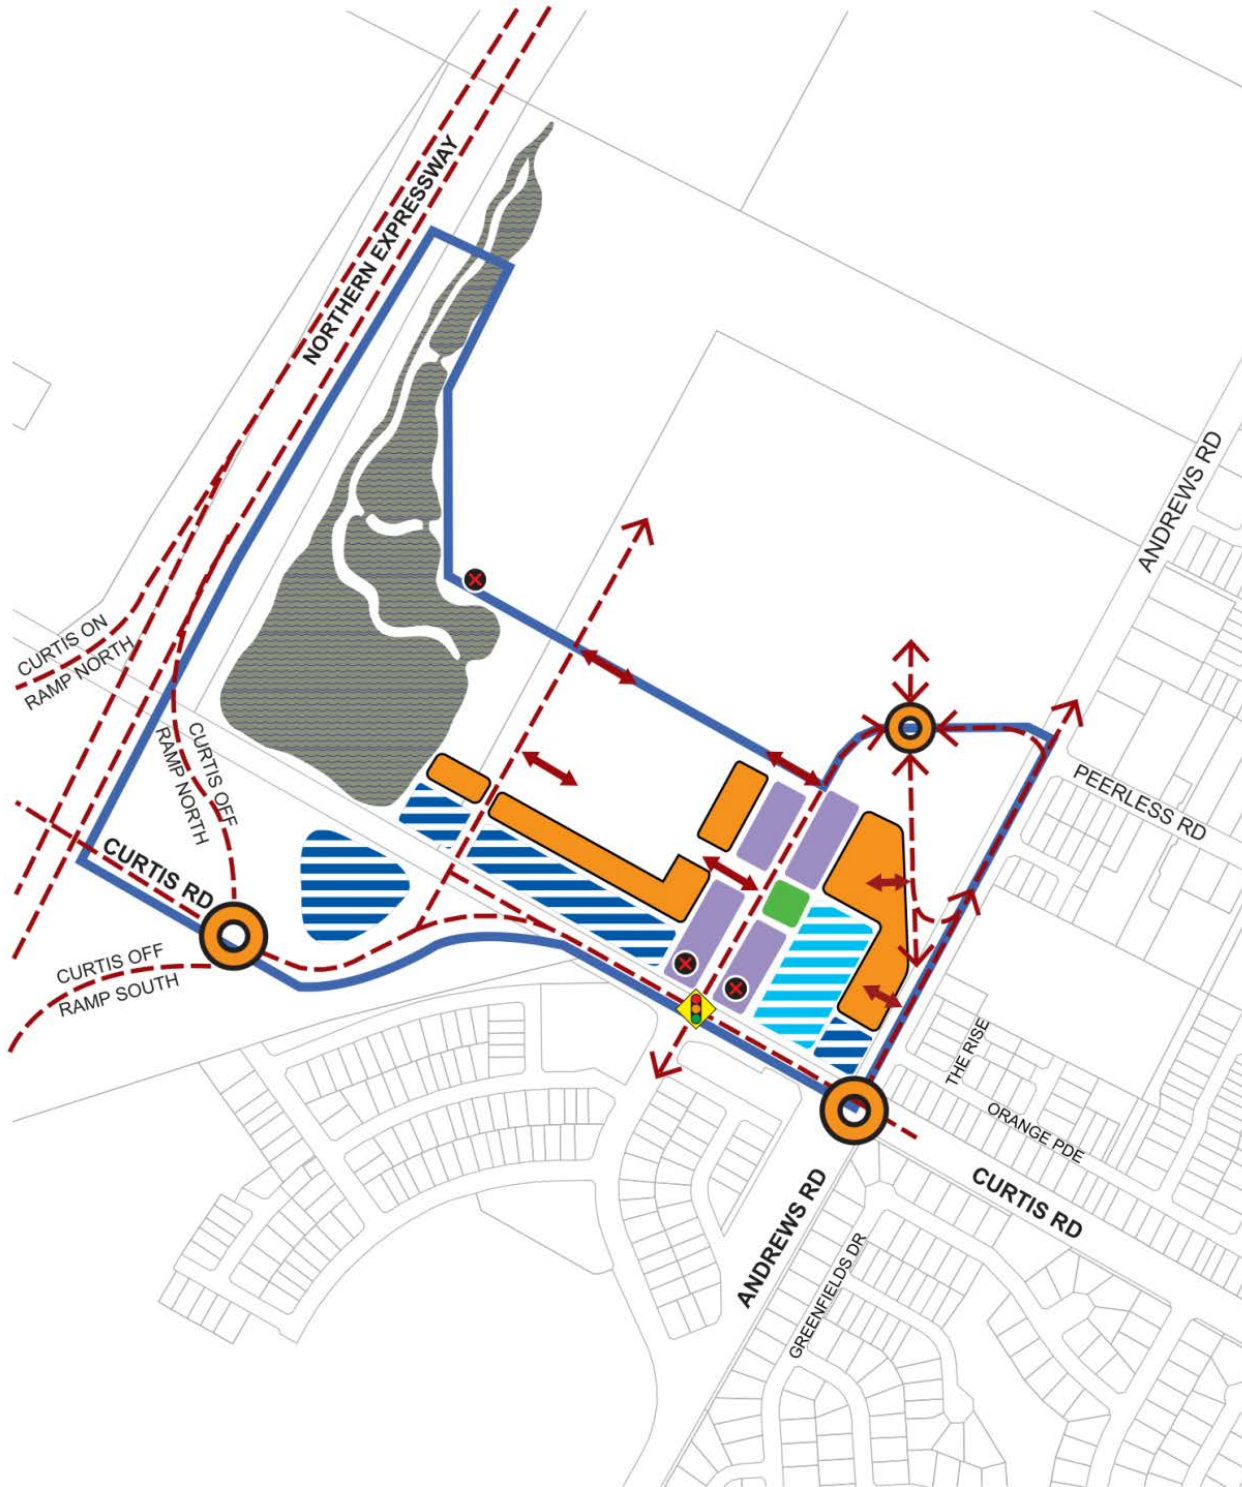 NORTHERN EXPRESSWAY
ANDREWS RD
CURTIS ON
RAMP NORTH
CURTIS OFF
RAMP NORTH
PEERLESS RD
CURTIS RD
CURTIS OFF
RAMP SOUTH
THE RISE
ORANGE PDE
CURTIS RD
ANDREWS RD
GREENFIELDS DR